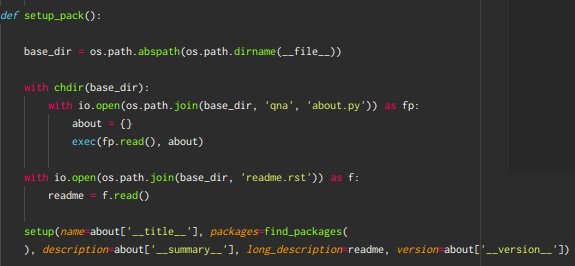 def setup_pack():
base_dir = os.path.abspath(os.path.dirname(__file__))
with chdir(base_dir):
with io.open(os.path.join(base_dir, 'qna', 'about.py')) as fp:
about = {}
exec(fp.read(), about)
with io.open(os.path.join(base_dir, 'readme.rst')) as f:
readme = f.read()
setup(name=about['__title__'], packages=find_packages(
), description=about['__summary__'], long_description=readme, version=about['__version__'])